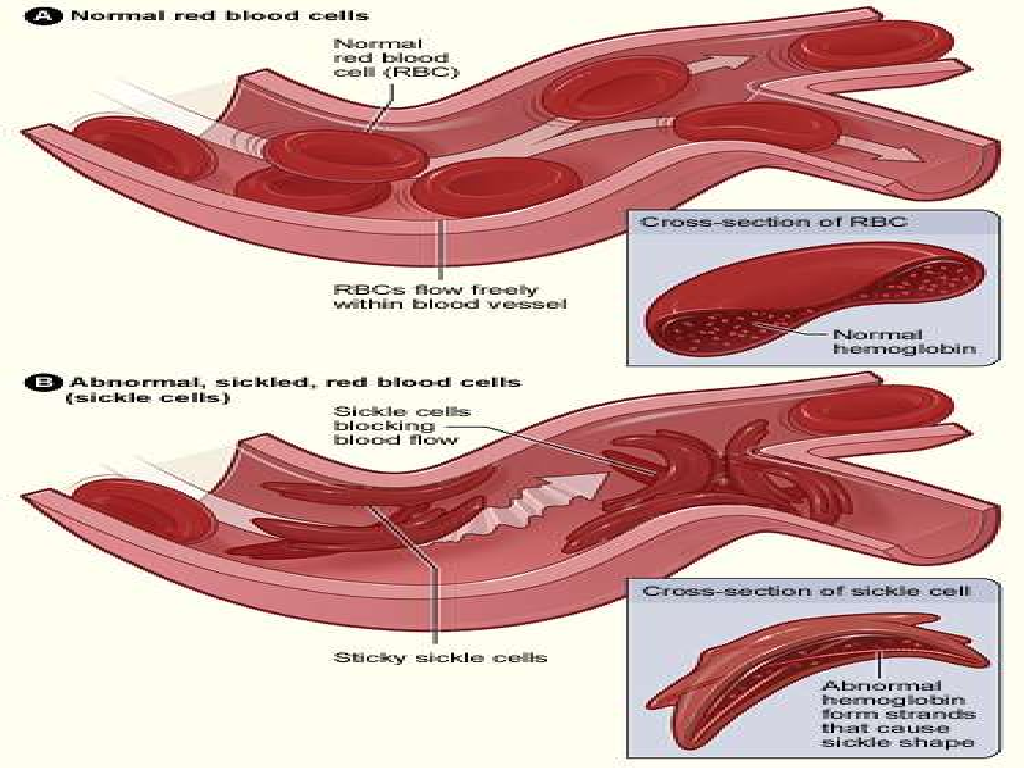 A Normal red blood cells
Normal
red blood
cell (RBC)
RBCs flow freely
within blood vessel
Cross-section of RBC
Normal
hemoglobin
B Abnormal, sickled, red blood cells
(sickle cells)
Sickle cells
blocking
blood flow
Sticky sickle cells
Cross-section of sickle cell
Abnormal
hemoglobin
form strands
that cause
sickle shape